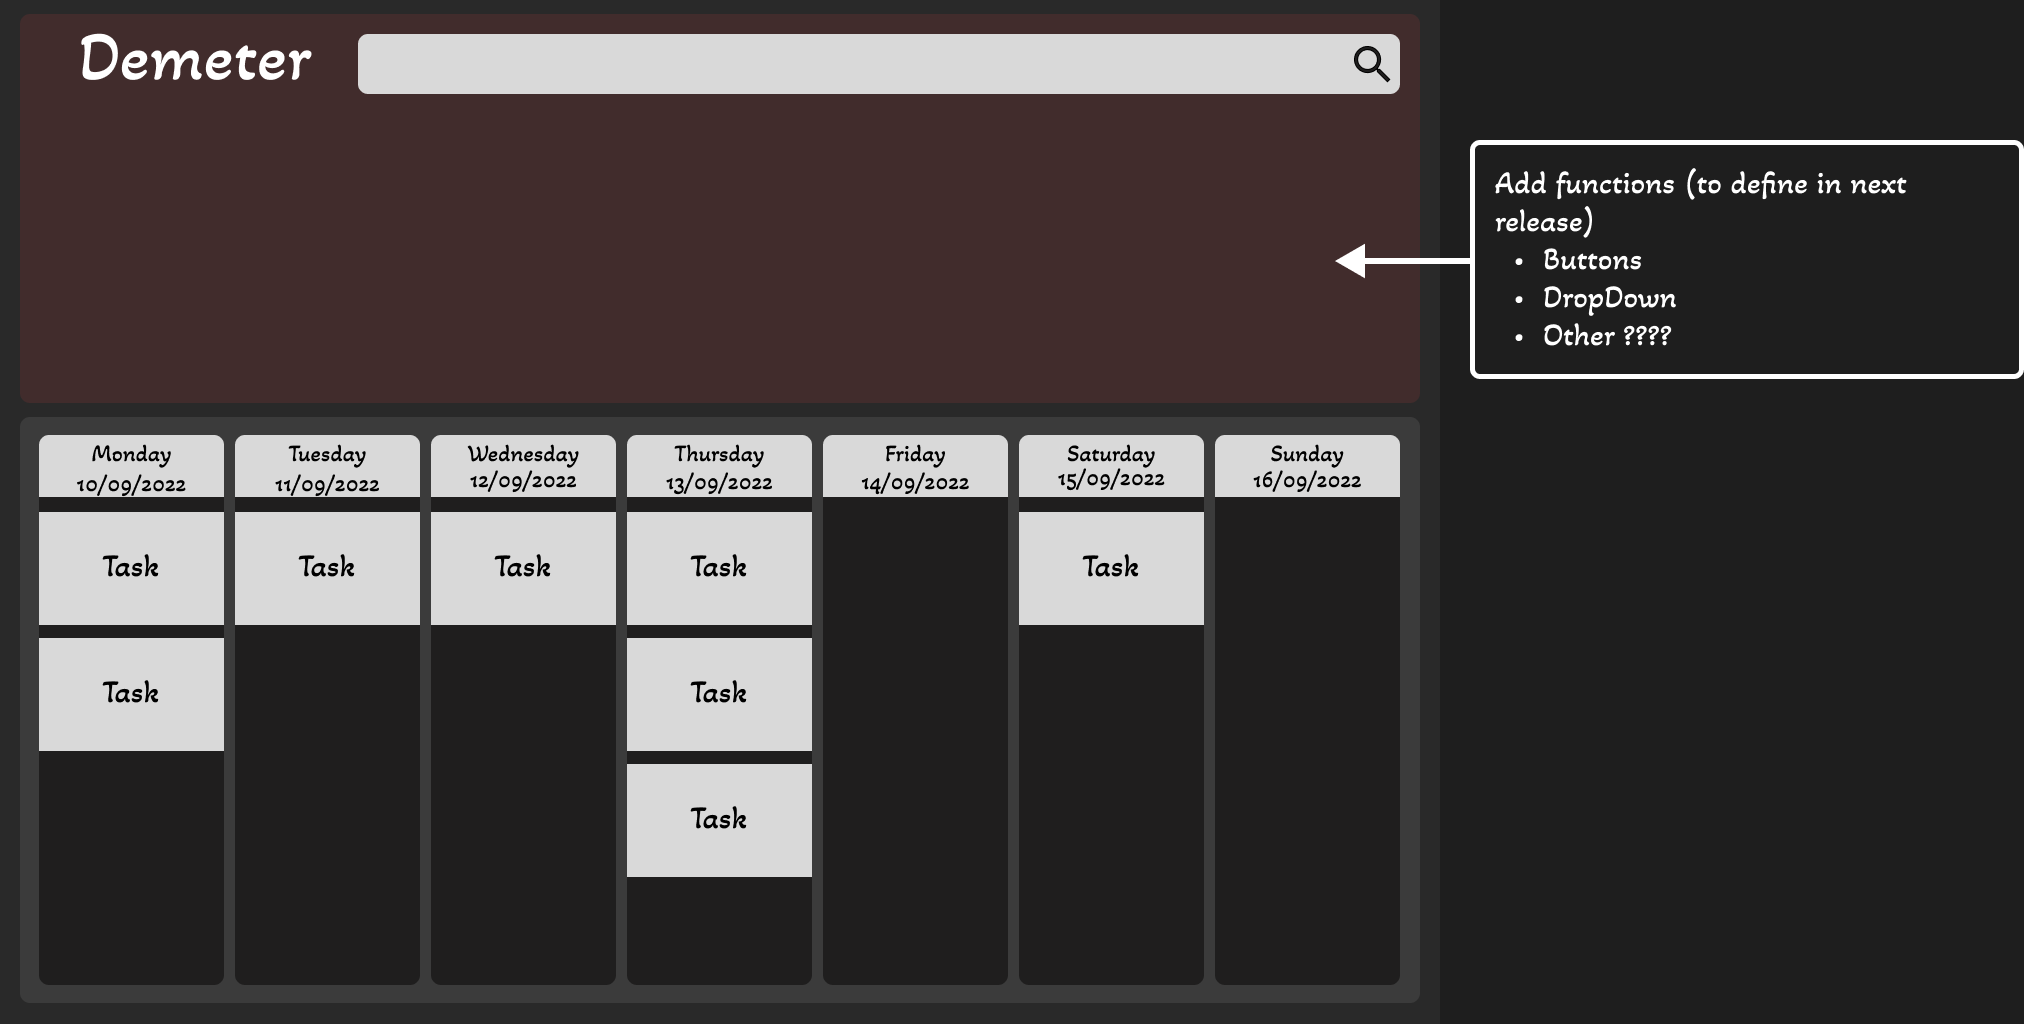 Demeter
Add functions (to define in next
release)
• Buttons
• DropDown
• Other ????
Monday
10/09/2022
Tuesday
11/09/2022
Wednesday
12/09/2022
Thursday
13/09/2022
Friday
14/09/2022
Saturday
15/09/2022
Sunday
16/09/2022
Task
Task
Task
Task
Task
Task
Task
Task